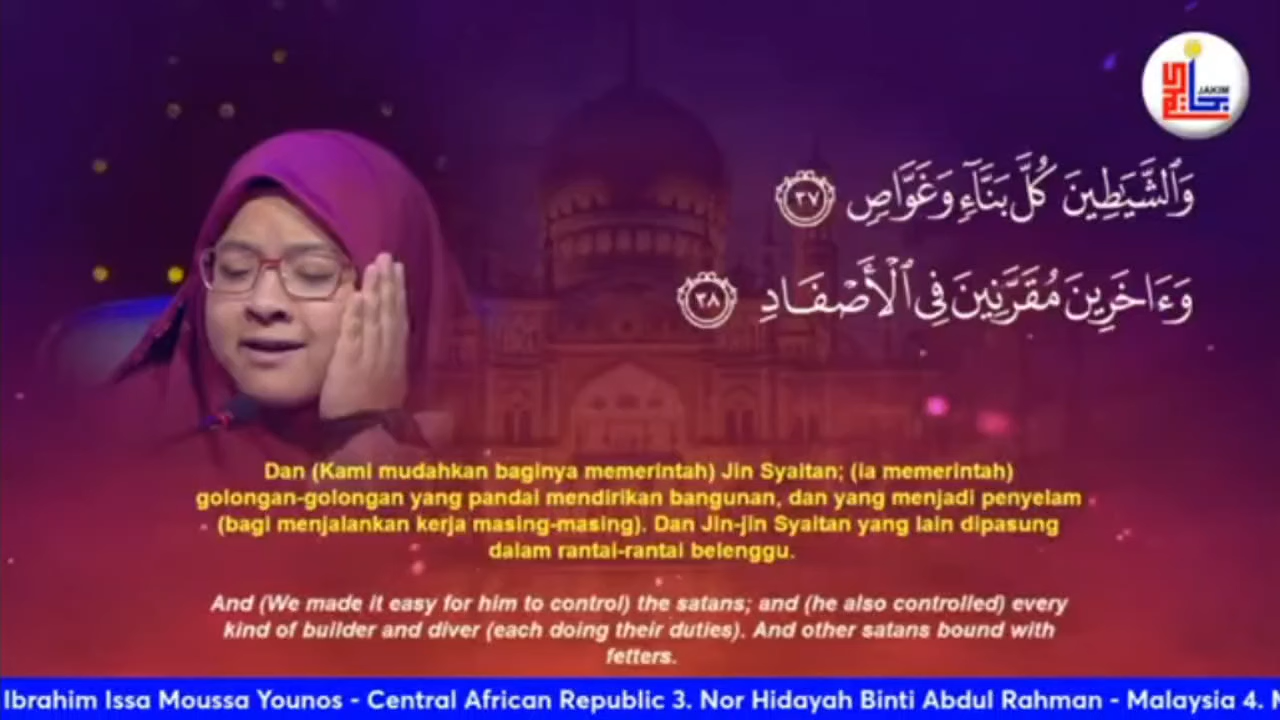 JAKIM
وَٱلشَّيَٰطِينَ كُلَّ بَنَّآءٍ وَغَوَّاصٍ ٣٧
وَءَاخَرِينَ مُقَرَّنِينَ فِى ٱلْأَصْفَادِ ٣٨
Dan (Kami mudahkan baginya memerintah) Jin Syaitan; (ia memerintah)
golongan-golongan yang pandai mendirikan bangunan, dan yang menjadi penyelam
(bagi menjalankan kerja masing-masing). Dan Jin-jin Syaitan yang lain dipasung
dalam rantai-rantai belenggu.
And (We made it easy for him to control) the satans; and (he also controlled) every
kind of builder and diver (each doing their duties). And other satans bound with
fetters.
Ibrahim Issa Moussa Younos - Central African Republic 3. Nor Hidayah Binti Abdul Rahman - Malaysia 4.